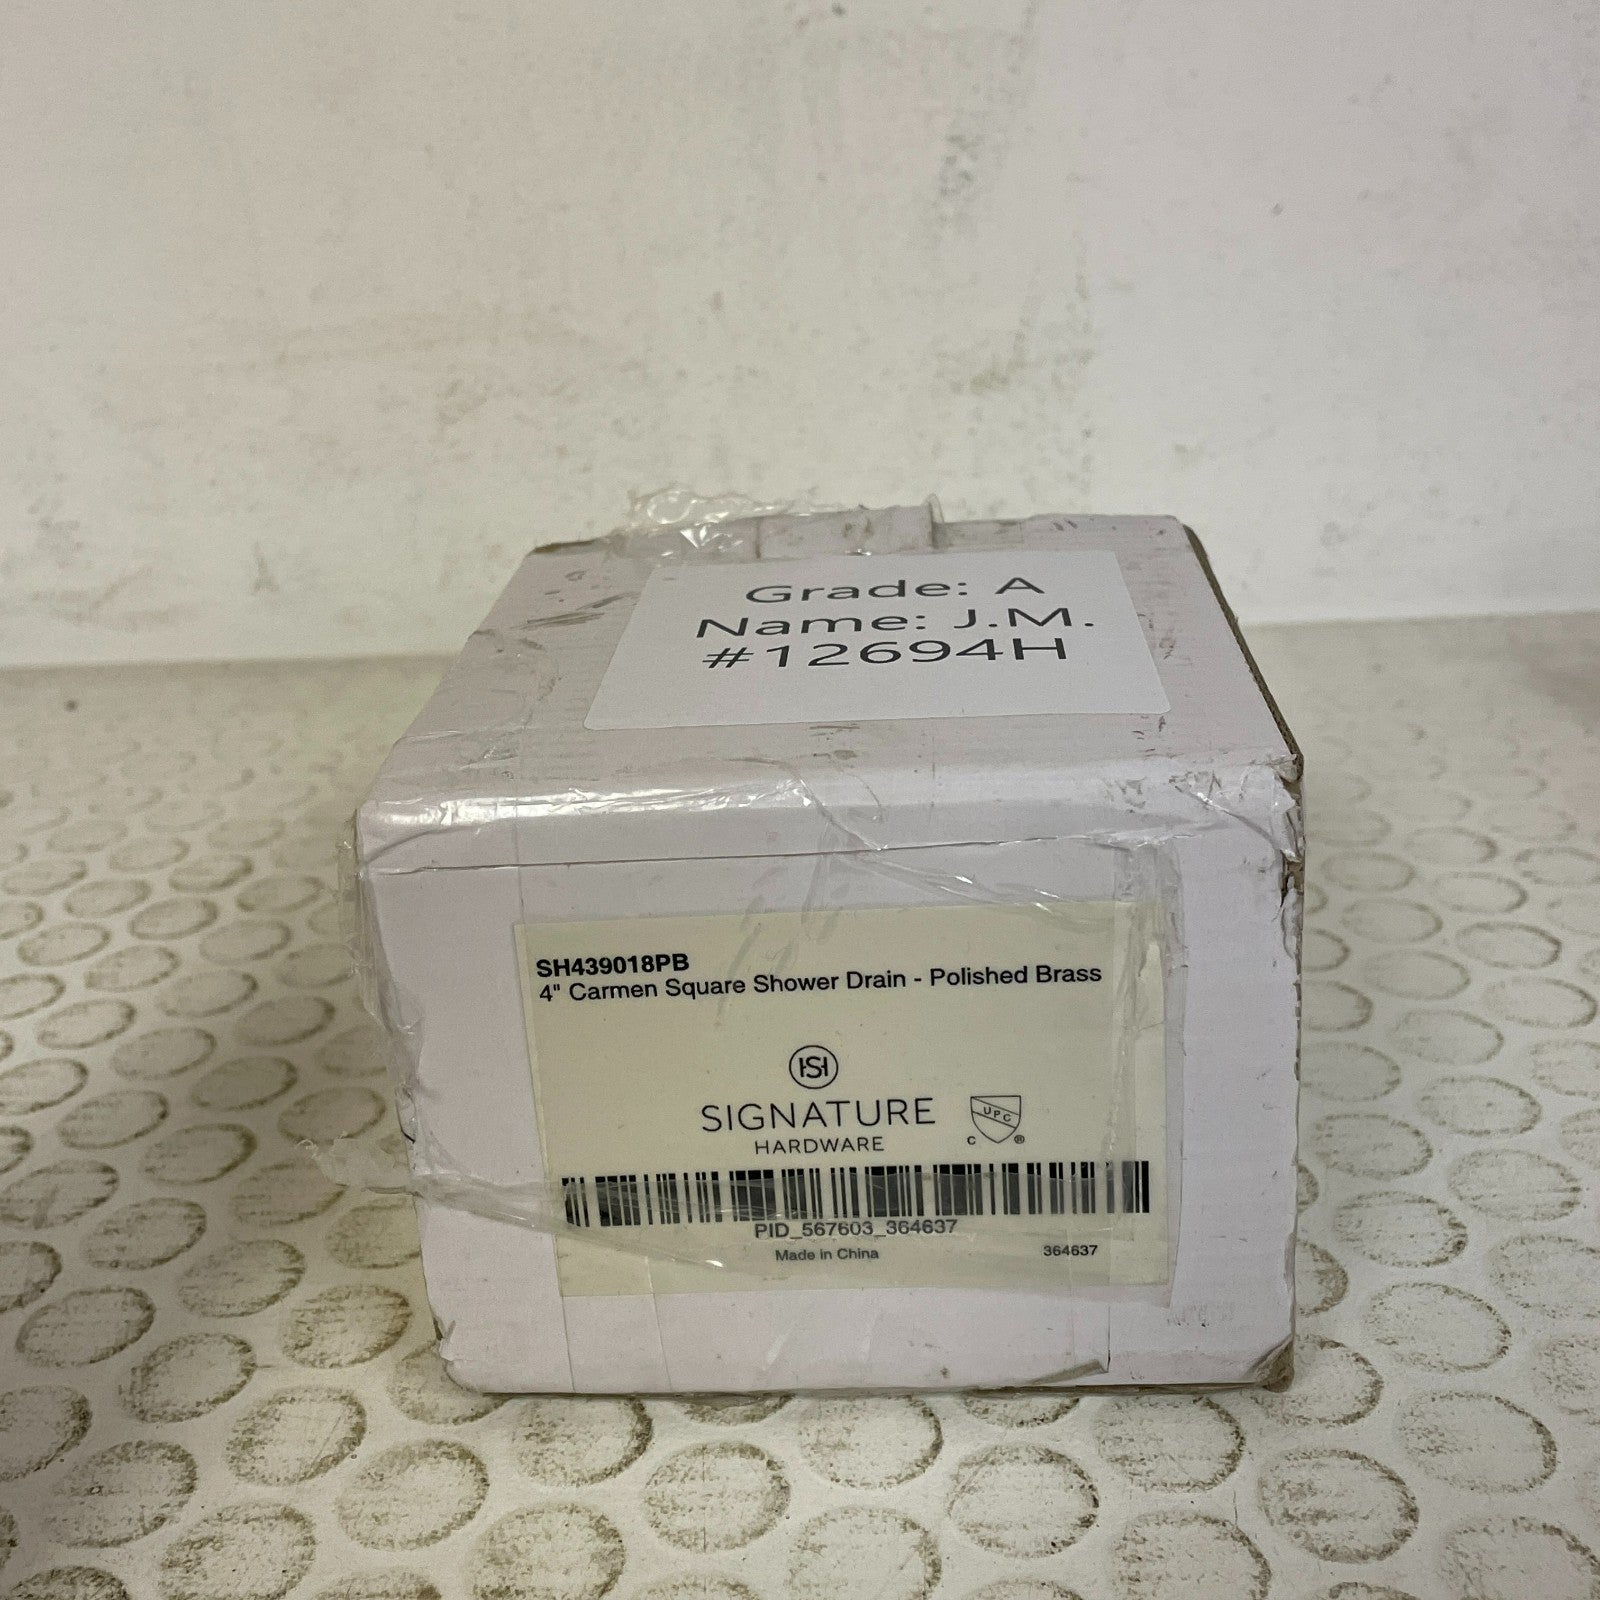 Grade: A
Name: J.M.
#12694H
SH439018PB
4" Carmen Square Shower Drain - Polished Brass
HSH
SIGNATURE
HARDWARE
UPC
C ®
PID_567603_364637
Made in China 364637